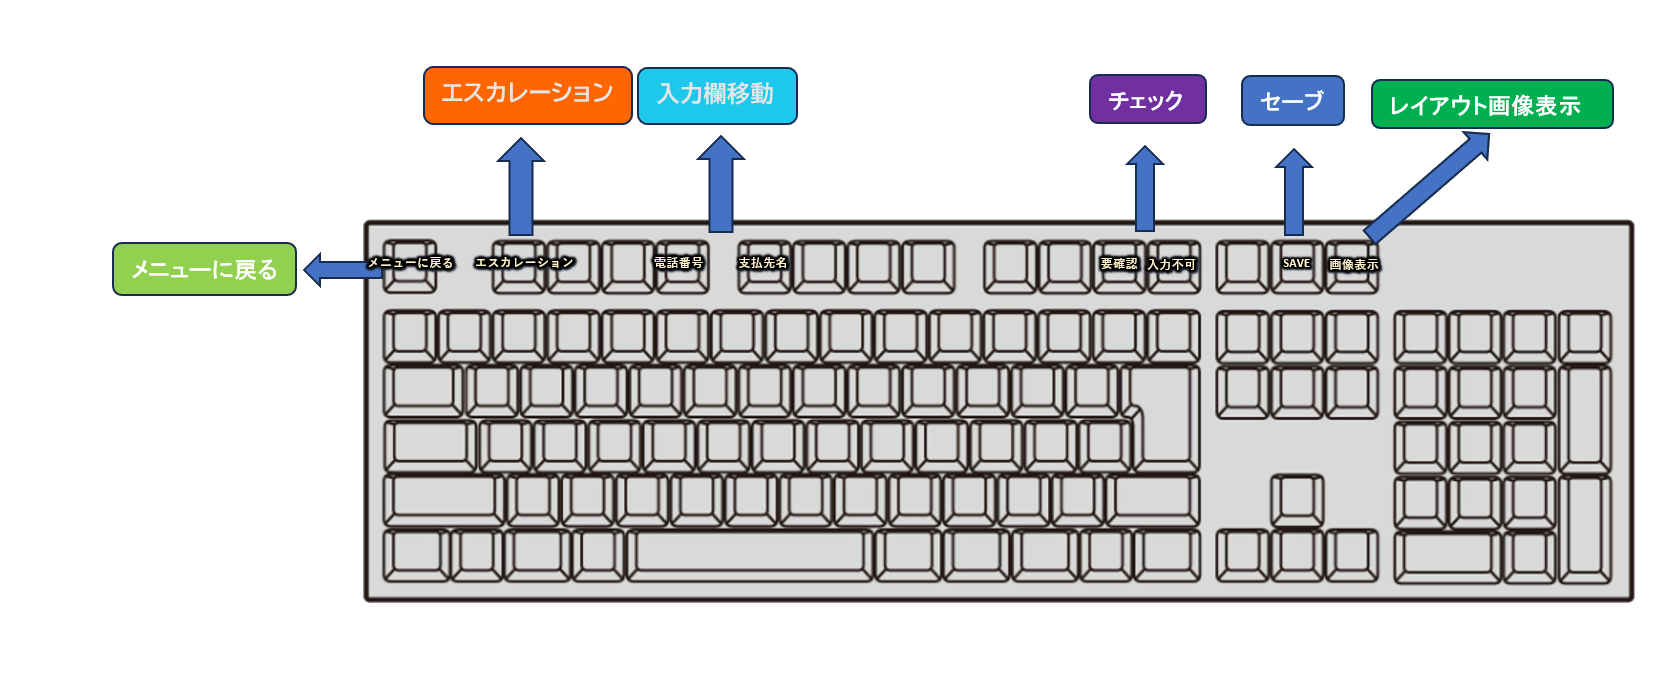 エスカレーション
入力欄移動
チェック
セーブ
レイアウト画像表示
メニューに戻る
メニューに戻る
エスカレーション
電話番号
支払先名
要確認
入力不可
SAVE
画像表示